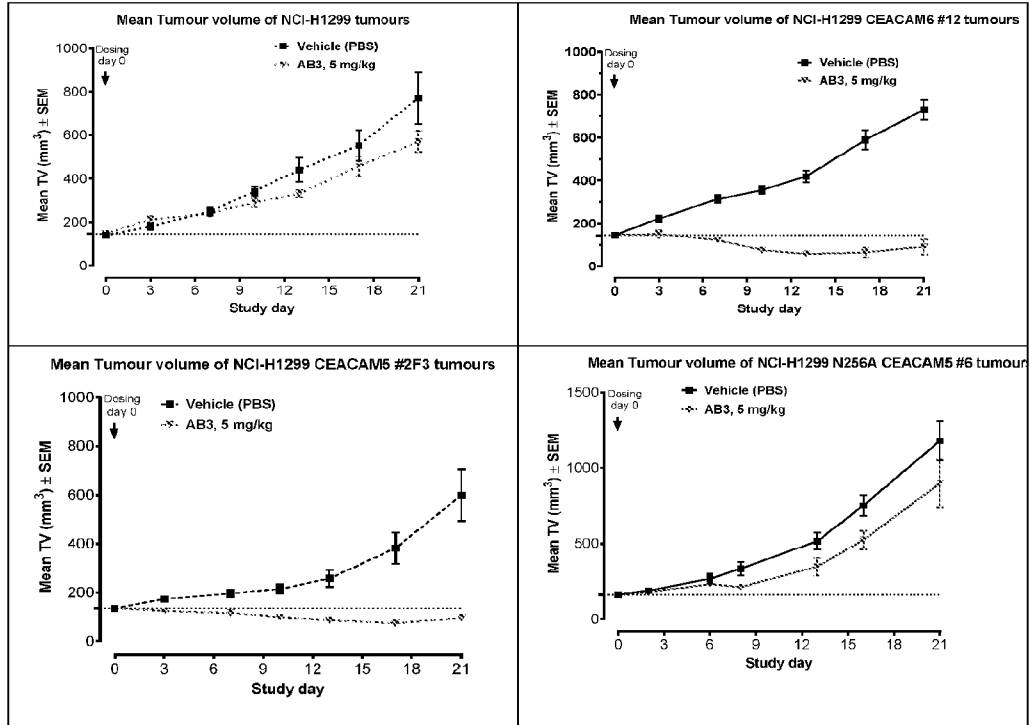 Mean Tumour volume of NCI-H1299 tumours
Dosing
day 0
Vehicle (PBS)
AB3, 5 mg/kg
Mean TV (mm³) ± SEM
1000
800
600
400
200
0
0 3 6 9 12 15 18 21
Study day
Mean Tumour volume of NCI-H1299 CEACAM6 #12 tumours
Dosing
day 0
Vehicle (PBS)
AB3, 5 mg/kg
Mean TV (mm³) ± SEM
1000
800
600
400
200
0
0 3 6 9 12 15 18 21
Study day
Mean Tumour volume of NCI-H1299 CEACAM5 #2F3 tumours
Dosing
day 0
Vehicle (PBS)
AB3, 5 mg/kg
Mean TV (mm³) ± SEM
1000
800
600
400
200
0
0 3 6 9 12 15 18 21
Study day
Mean Tumour volume of NCI-H1299 N256A CEACAM5 #6 tumours
Dosing
day 0
Vehicle (PBS)
AB3, 5 mg/kg
Mean TV (mm³) ± SEM
1500
1000
500
0
0 3 6 9 12 15 18 21
Study day